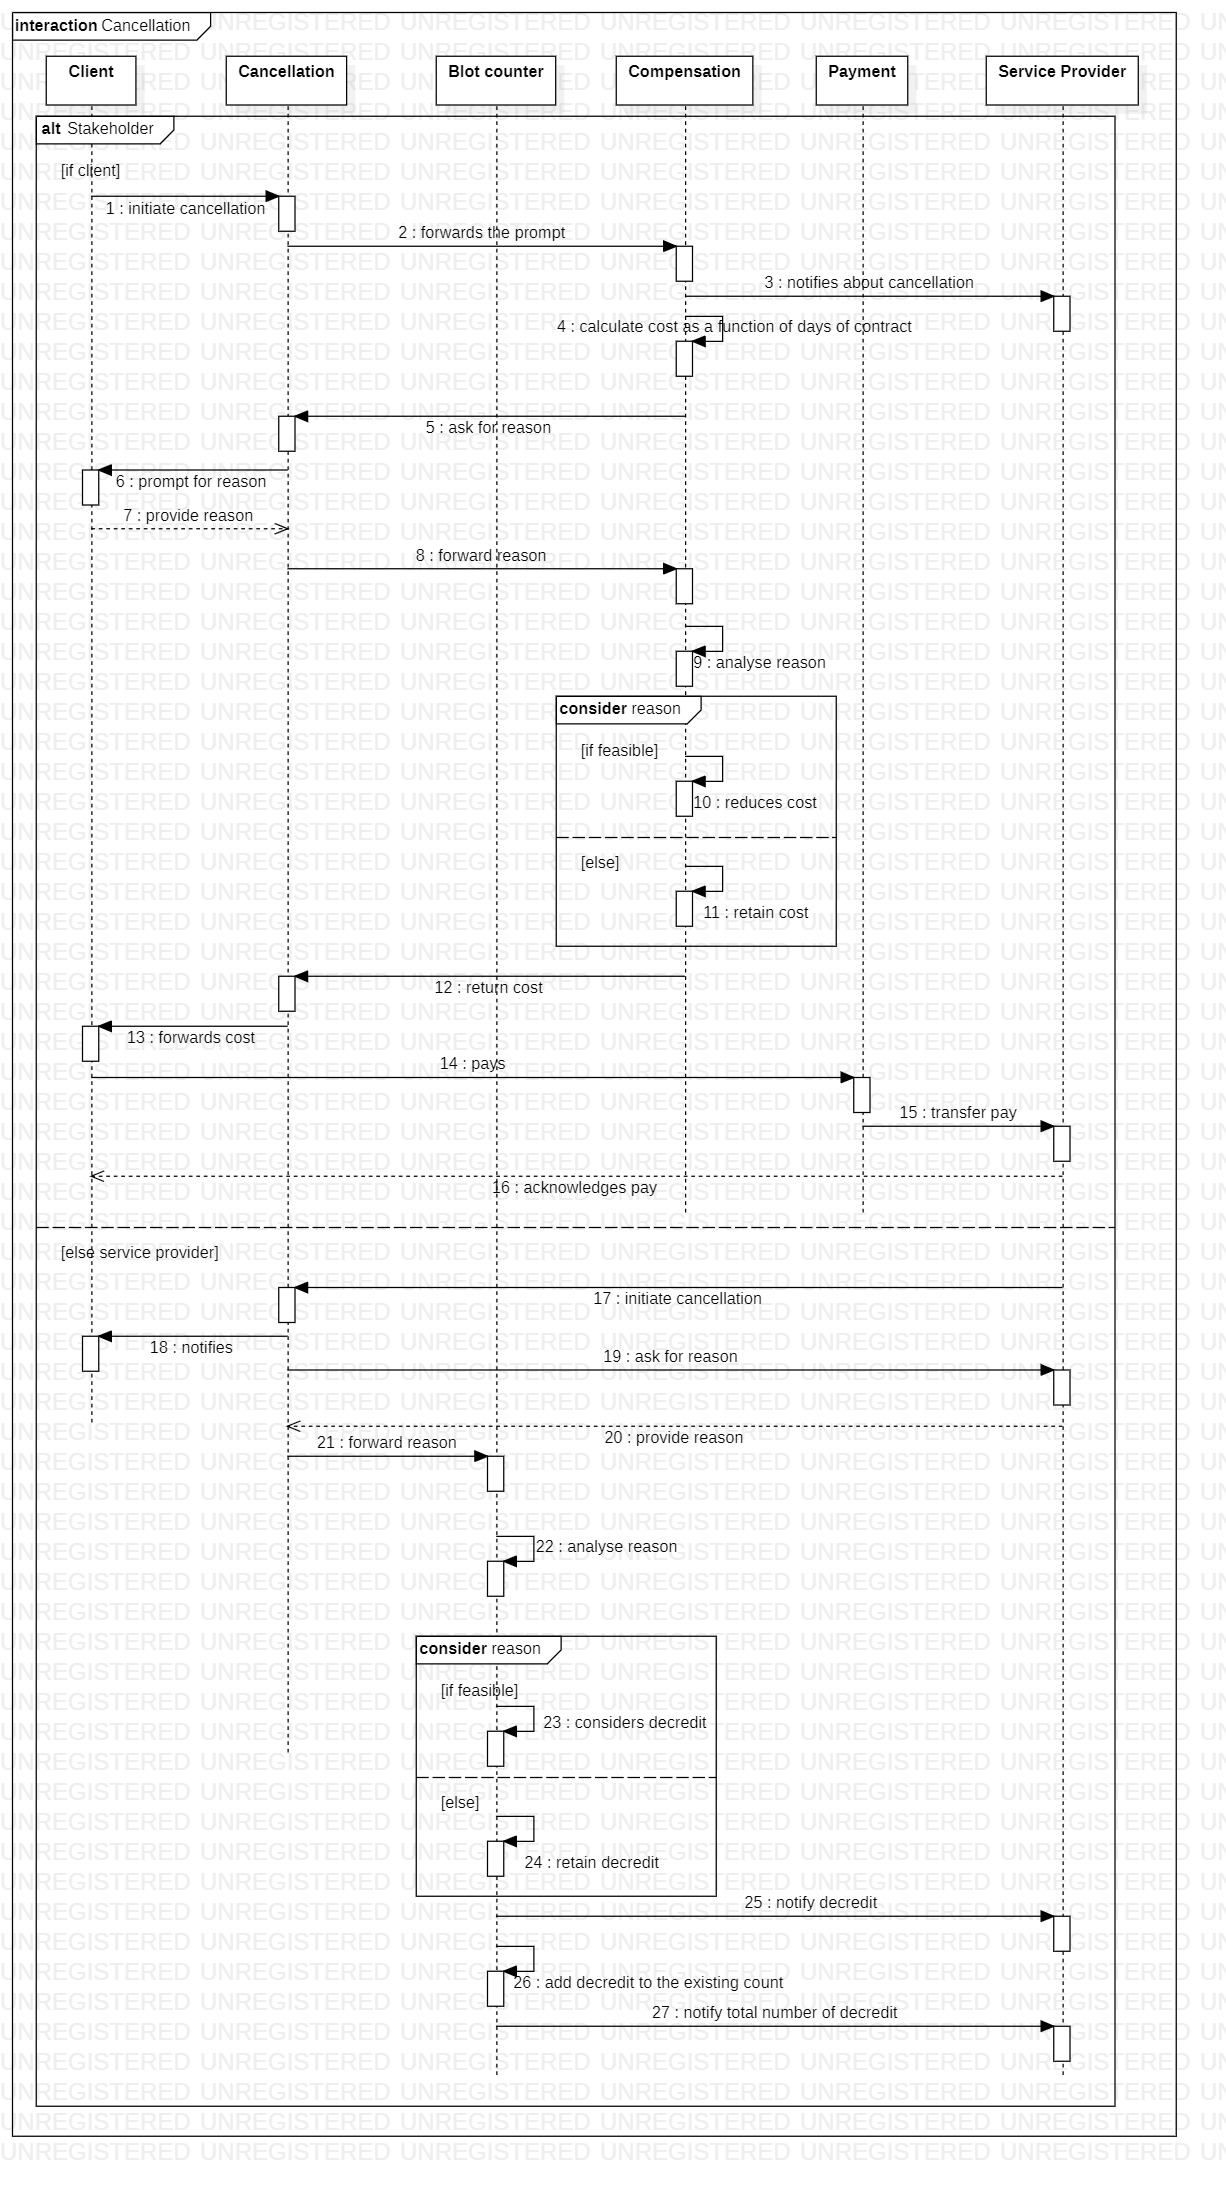 interaction Cancellation
Client
Cancellation
Blot counter
Compensation
Payment
Service Provider
alt Stakeholder
[if client]
1 : initiate cancellation
2 : forwards the prompt
3 : notifies about cancellation
4 : calculate cost as a function of days of contract
5 : ask for reason
6 : prompt for reason
7 : provide reason
8 : forward reason
9 : analyse reason
consider reason
[if feasible]
10 : reduces cost
[else]
11 : retain cost
12 : return cost
13 : forwards cost
14 : pays
15 : transfer pay
16 : acknowledges pay
[else service provider]
17 : initiate cancellation
18 : notifies
19 : ask for reason
20 : provide reason
21 : forward reason
22 : analyse reason
consider reason
[if feasible]
23 : considers decredit
[else]
24 : retain decredit
25 : notify decredit
26 : add decredit to the existing count
27 : notify total number of decredit
UNREGISTERED